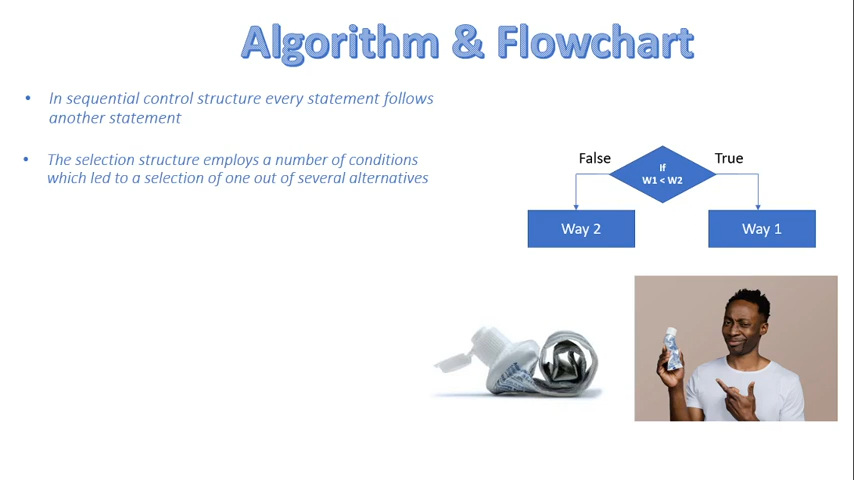 Algorithm & Flowchart
• In sequential control structure every statement follows
another statement
• The selection structure employs a number of conditions
which led to a selection of one out of several alternatives
False
True
If
W1 < W2
Way 2
Way 1